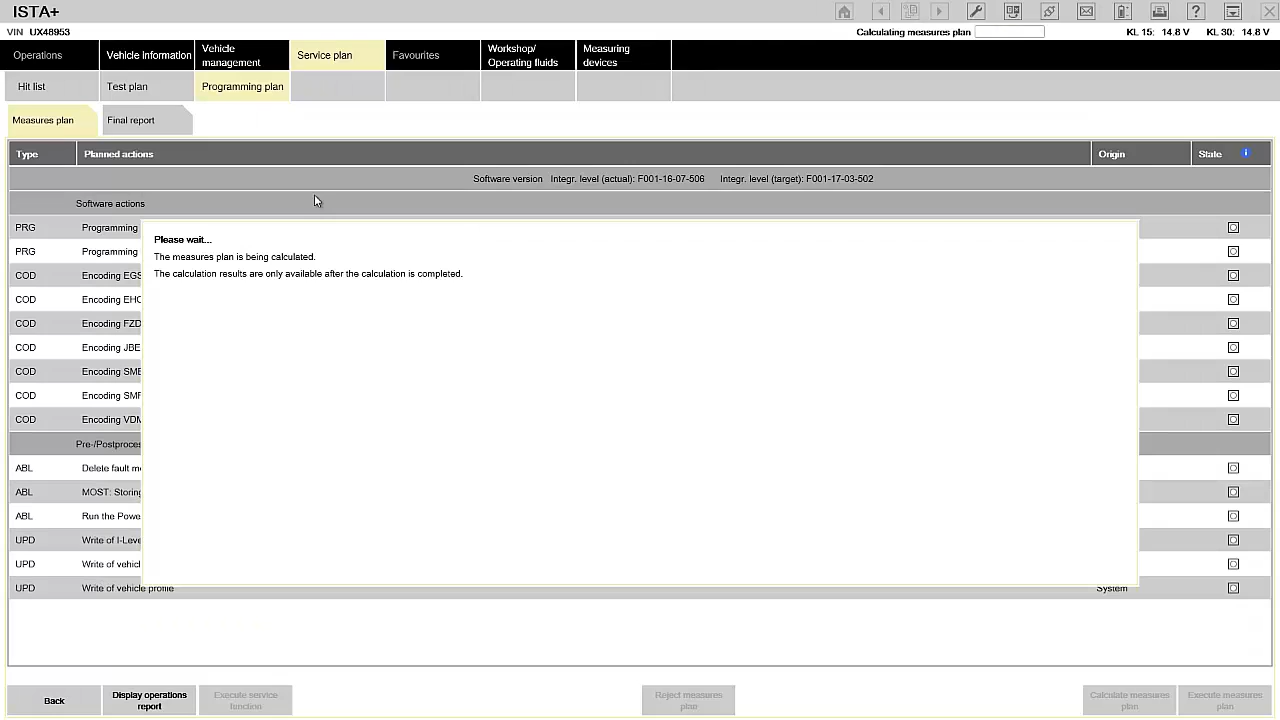 ISTA+
VIN UX48953
Calculating measures plan
KL 15: 14.8 V KL 30: 14.8 V
Operations
Vehicle information
Vehicle management
Service plan
Favourites
Workshop/ Operating fluids
Measuring devices
Hit list
Test plan
Programming plan
Measures plan
Final report
Type Planned actions Origin State
Software version Integr. level (actual): F001-16-07-506 Integr. level (target): F001-17-03-502
Software actions
PRG Programming
PRG Programming
COD Encoding EGS
COD Encoding EHC
COD Encoding FZD
COD Encoding JBE
COD Encoding
COD Encoding
COD Encoding VDM
Please wait...
The measures plan is being calculated.
The calculation results are only available after the calculation is completed.
Pre-/Postproces
ABL Delete fault m
ABL MOST: Storing
ABL Run the Powe
UPD Write of I-Leve
UPD Write of vehicl
UPD Write of vehicle profile System
Back
Display operations report
Execute service function
Reject measures plan
Calculate measures plan
Execute measures plan